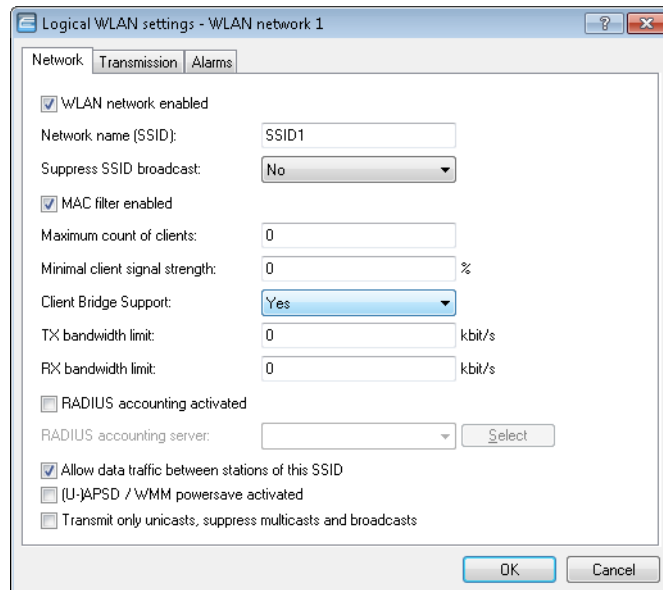 Logical WLAN settings - WLAN network 1
Network Transmission Alarms
WLAN network enabled
Network name (SSID): SSID1
Suppress SSID broadcast: No
MAC filter enabled
Maximum count of clients: 0
Minimal client signal strength: 0 %
Client Bridge Support: Yes
TX bandwidth limit: 0 kbit/s
RX bandwidth limit: 0 kbit/s
RADIUS accounting activated
RADIUS accounting server: Select
Allow data traffic between stations of this SSID
(U-)APSD / WMM powersave activated
Transmit only unicasts, suppress multicasts and broadcasts
OK Cancel